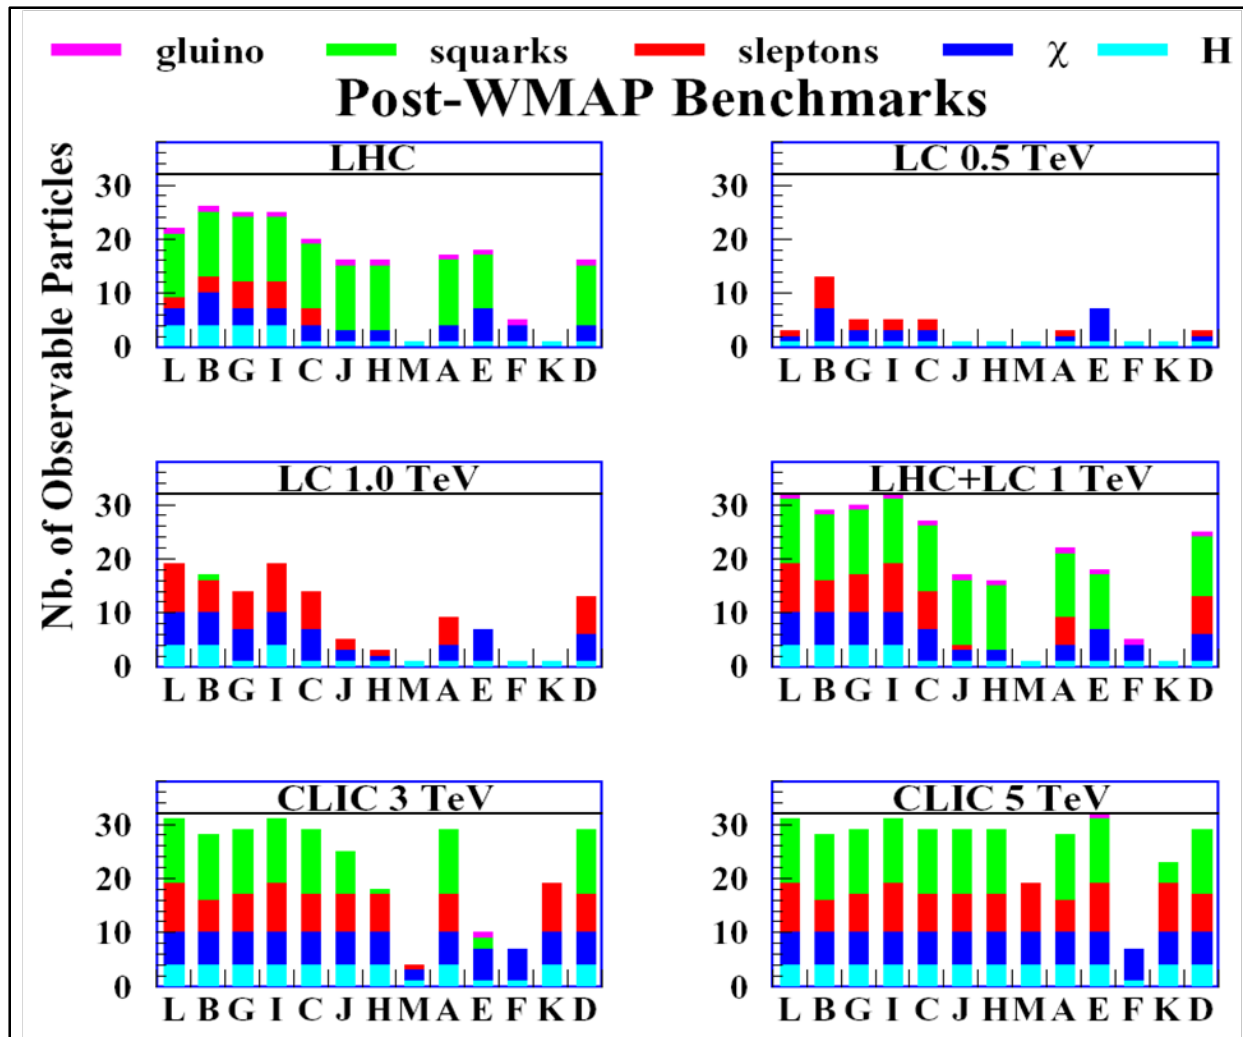 gluino squarks sleptons χ H
Post-WMAP Benchmarks
Nb. of Observable Particles
LHC
30
20
10
0
L B G I C J H M A E F K D
LC 0.5 TeV
30
20
10
0
L B G I C J H M A E F K D
LC 1.0 TeV
30
20
10
0
L B G I C J H M A E F K D
LHC+LC 1 TeV
30
20
10
0
L B G I C J H M A E F K D
CLIC 3 TeV
30
20
10
0
L B G I C J H M A E F K D
CLIC 5 TeV
30
20
10
0
L B G I C J H M A E F K D